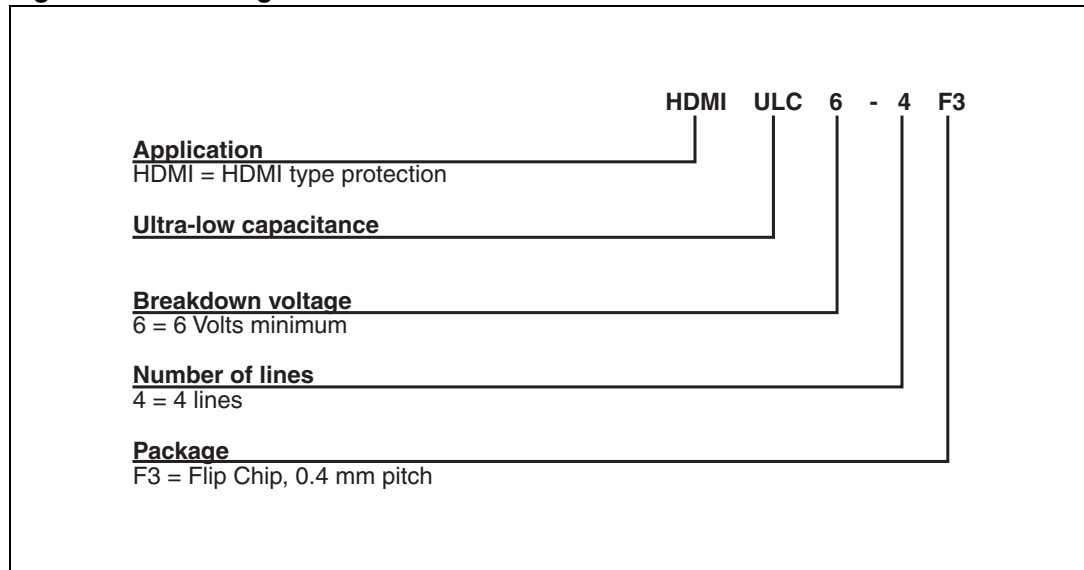 HDMI ULC 6 - 4 F3
Application
HDMI = HDMI type protection
Ultra-low capacitance
Breakdown voltage
6 = 6 Volts minimum
Number of lines
4 = 4 lines
Package
F3 = Flip Chip, 0.4 mm pitch